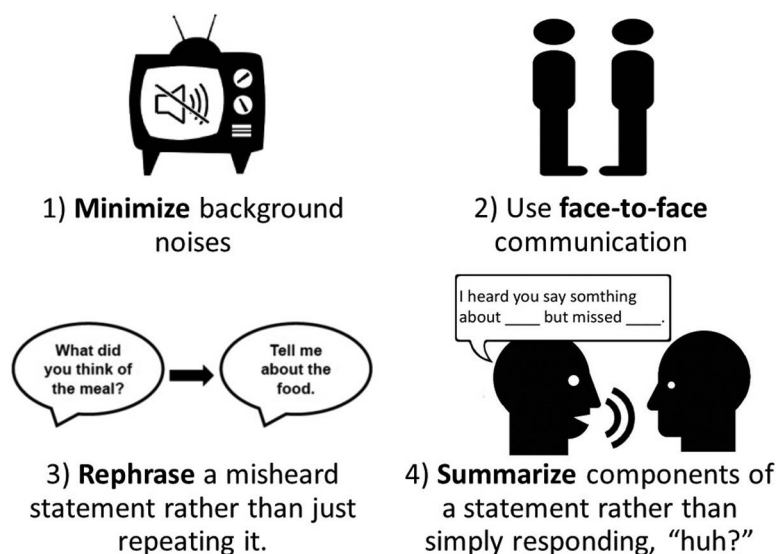 1) Minimize background
noises
2) Use face-to-face
communication
What did
you think of
the meal?
Tell me
about the
food.
I heard you say somthing
about ____ but missed ____.
3) Rephrase a misheard
statement rather than just
repeating it.
4) Summarize components of
a statement rather than
simply responding, “huh?”